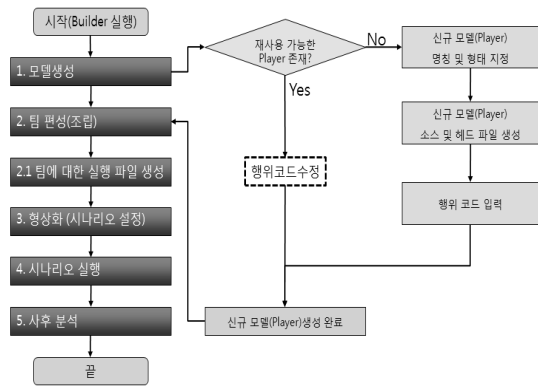 시작(Builder 실행)
1. 모델생성
2. 팀 편성(조립)
2.1 팀에 대한 실행 파일 생성
3. 형상화 (시나리오 설정)
4. 시나리오 실행
5. 사후 분석
끝
재사용 가능한
Player 존재?
No
Yes
행위코드수정
신규 모델(Player)
명칭 및 형태 지정
신규 모델(Player)
소스 및 헤드 파일 생성
행위 코드 입력
신규 모델(Player)생성 완료